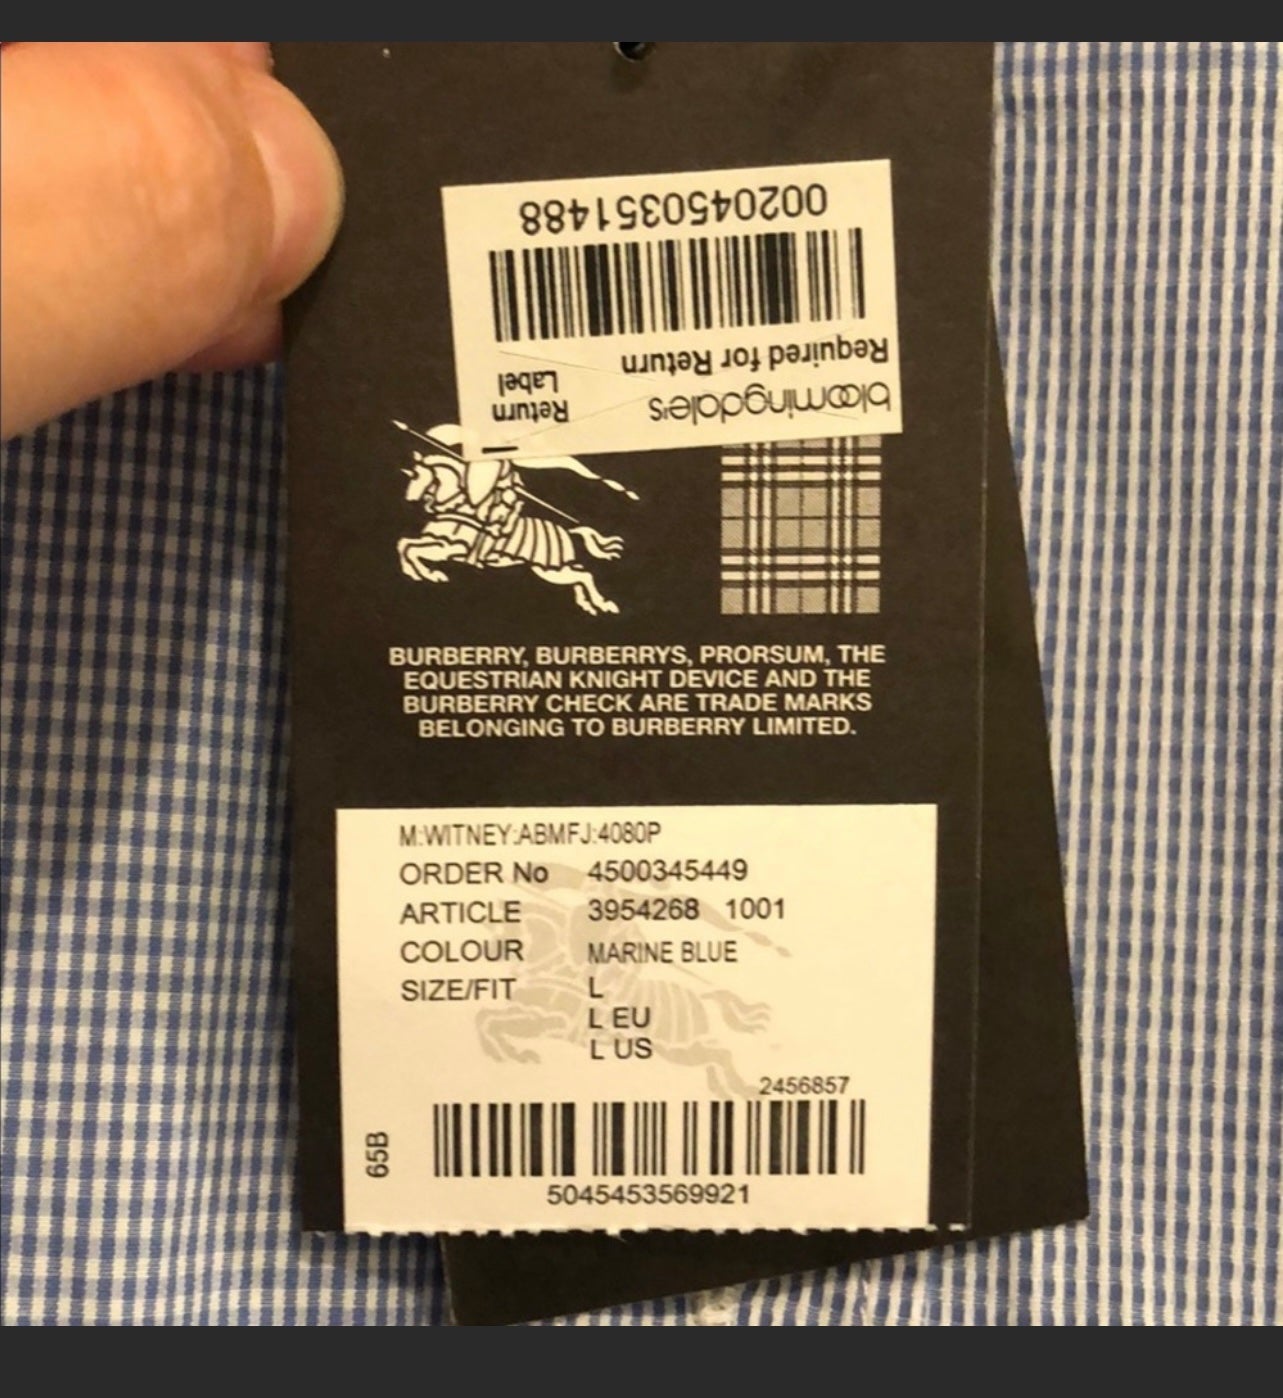 0020450351488
Required for Return
bloomingdale's
Return
Label
BURBERRY, BURBERRYS, PRORSUM, THE
EQUESTRIAN KNIGHT DEVICE AND THE
BURBERRY CHECK ARE TRADE MARKS
BELONGING TO BURBERRY LIMITED.
M:WITNEY:ABMFJ:4080P
ORDER No 4500345449
ARTICLE 3954268 1001
COLOUR MARINE BLUE
SIZE/FIT L
L EU
L US
2456857
65B
5045453569921